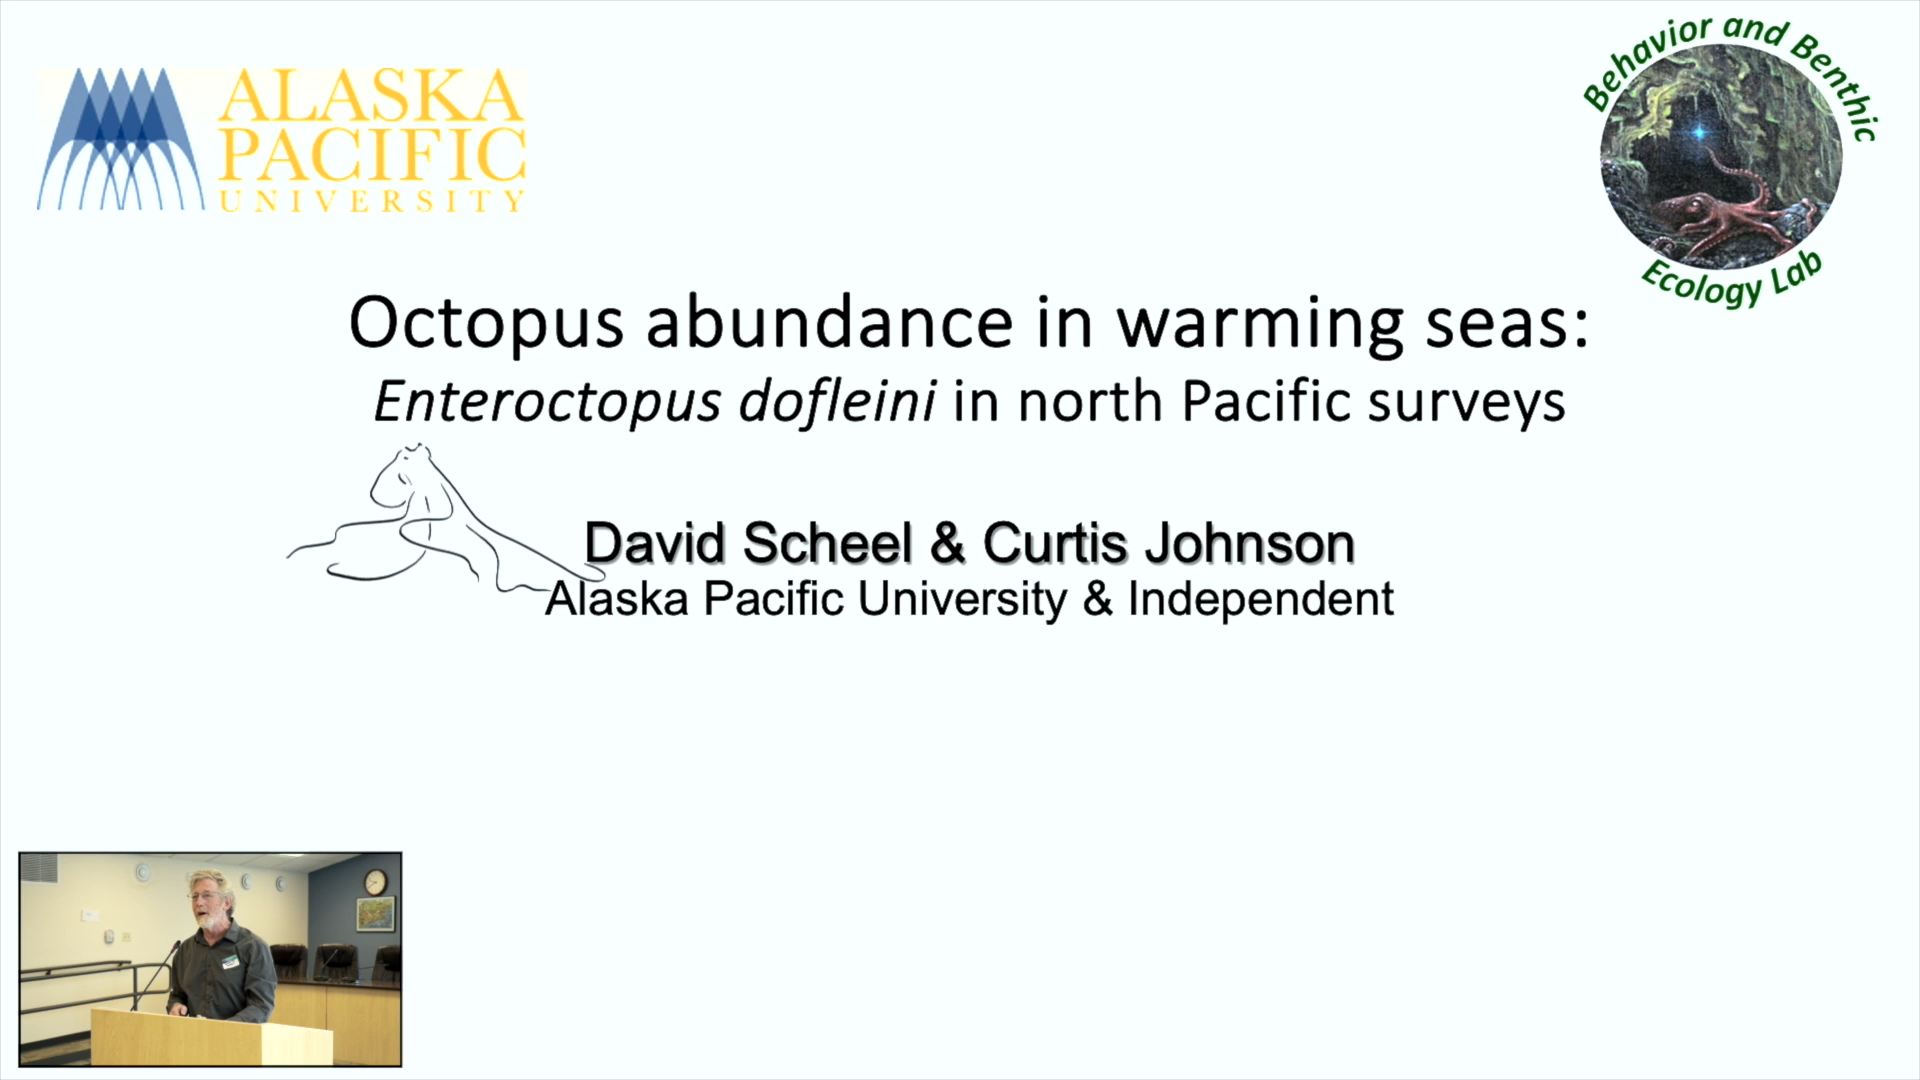 ALASKA
PACIFIC
UNIVERSITY
Behavior and Benthic
Ecology Lab
Octopus abundance in warming seas:
Enteroctopus dofleini in north Pacific surveys
David Scheel & Curtis Johnson
Alaska Pacific University & Independent